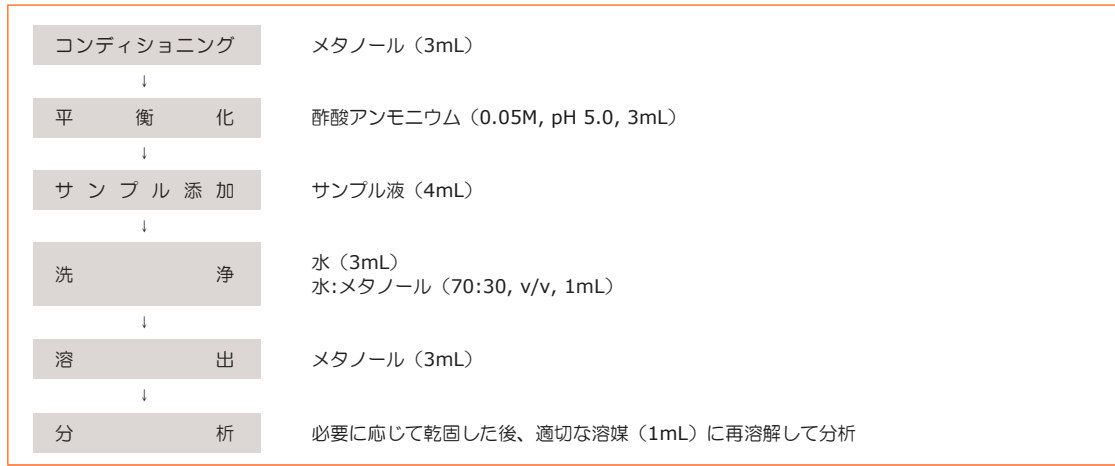 コンディショニング メタノール（3mL）
↓
平衡化 酢酸アンモニウム（0.05M, pH 5.0, 3mL）
↓
サンプル添加 サンプル液（4mL）
↓
洗浄 水（3mL）
水:メタノール（70:30, v/v, 1mL）
↓
溶出 メタノール（3mL）
↓
分析 必要に応じて乾固した後、適切な溶媒（1mL）に再溶解して分析